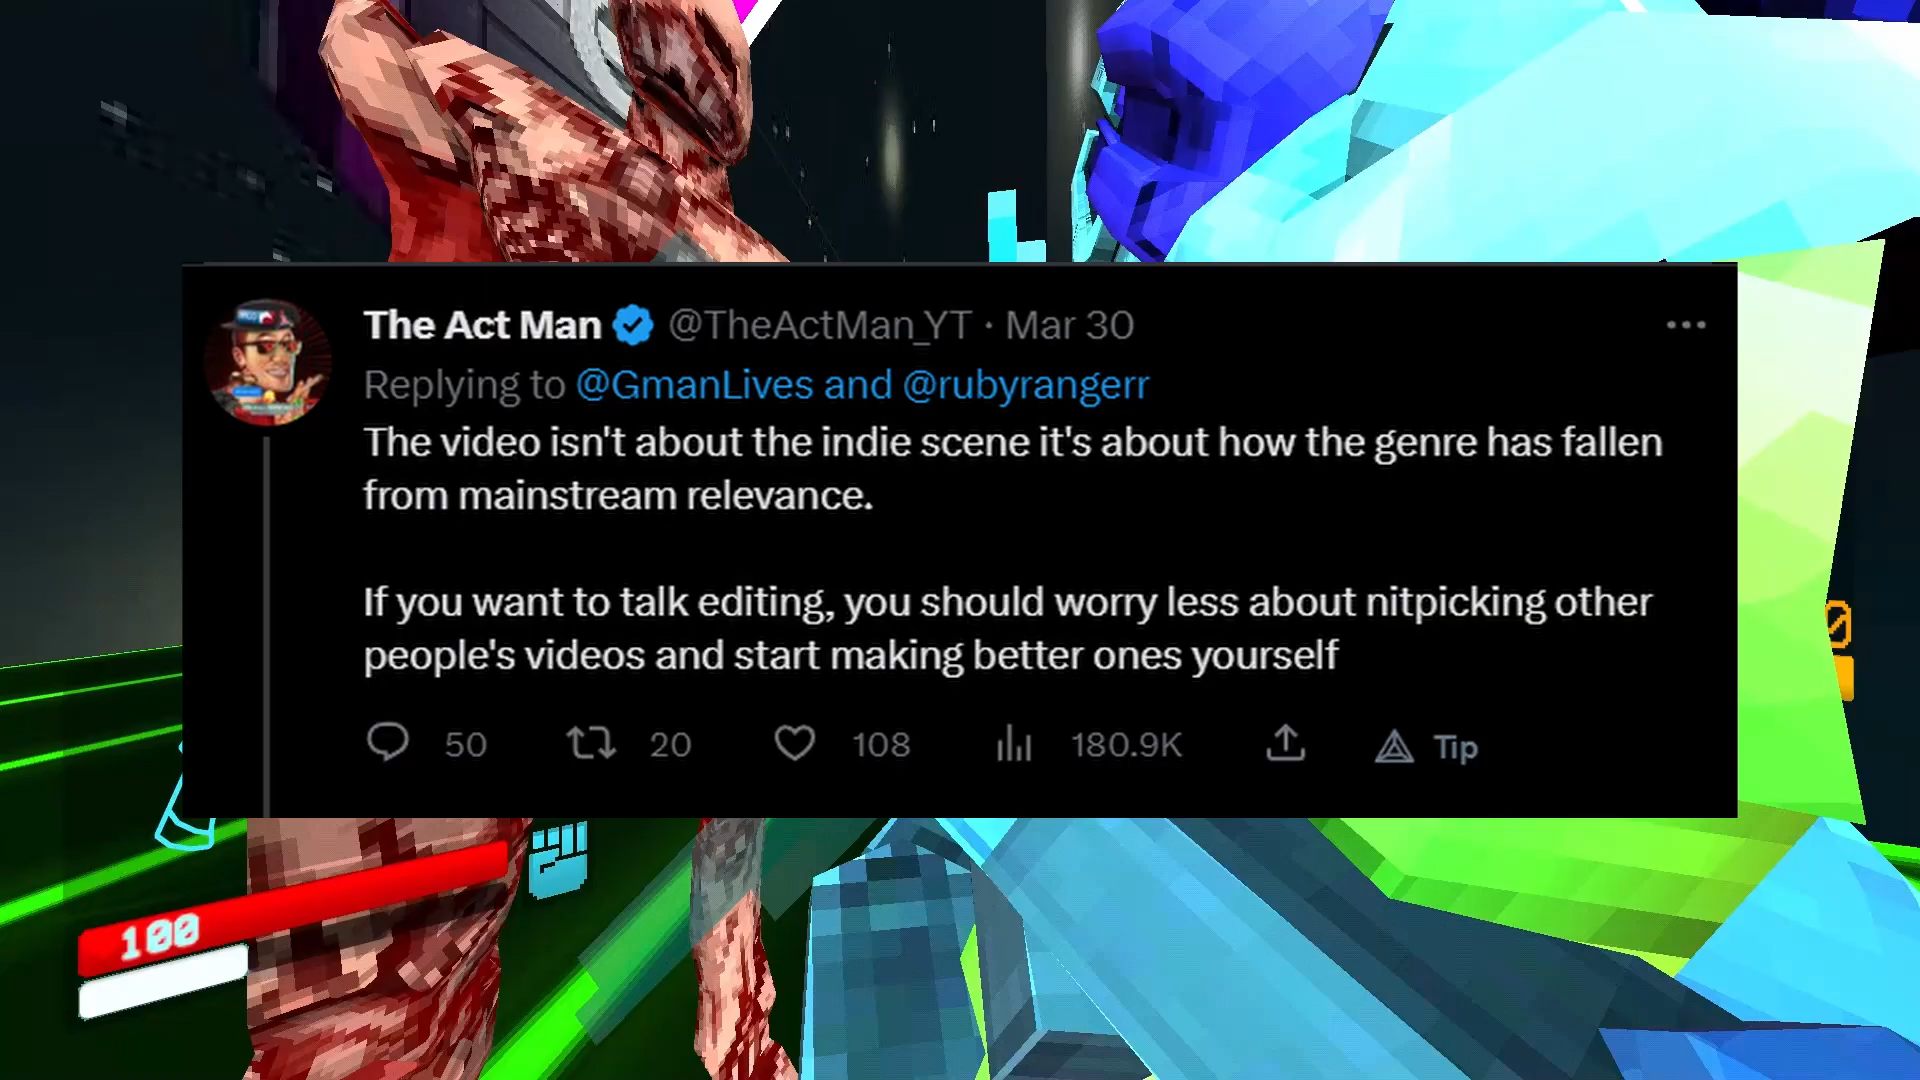 The Act Man @TheActMan_YT · Mar 30
Replying to @GmanLives and @rubyrangerr
The video isn't about the indie scene it's about how the genre has fallen
from mainstream relevance.
If you want to talk editing, you should worry less about nitpicking other
people's videos and start making better ones yourself
50 20 108 180.9K Tip
100
0